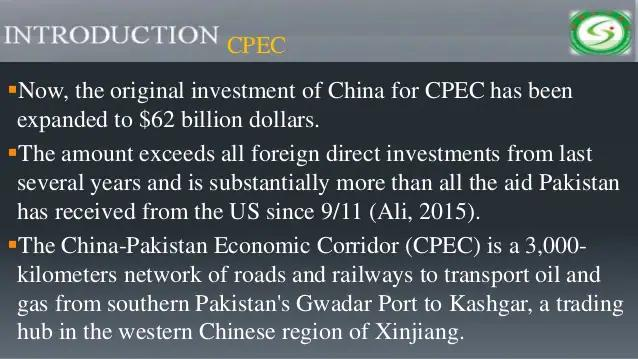 INTRODUCTION CPEC
▪Now, the original investment of China for CPEC has been
expanded to $62 billion dollars.
▪The amount exceeds all foreign direct investments from last
several years and is substantially more than all the aid Pakistan
has received from the US since 9/11 (Ali, 2015).
▪The China-Pakistan Economic Corridor (CPEC) is a 3,000-
kilometers network of roads and railways to transport oil and
gas from southern Pakistan's Gwadar Port to Kashgar, a trading
hub in the western Chinese region of Xinjiang.